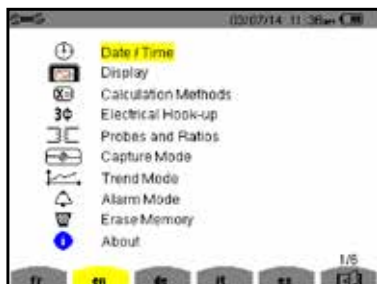 03/07/14 11:36am
Date / Time
Display
Calculation Methods
3Φ Electrical Hook-up
Probes and Ratios
Capture Mode
Trend Mode
Alarm Mode
Erase Memory
About
1/6
fr en de it es